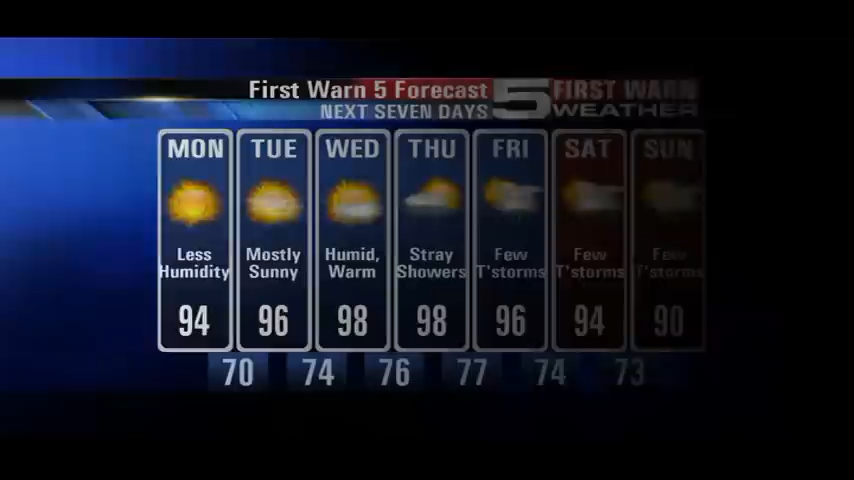 First Warn 5 Forecast
NEXT SEVEN DAYS
5 FIRST WARN
WEATHER
MON TUE WED THU FRI SAT SUN
Less Mostly Humid, Stray Few Few Few
Humidity Sunny Warm Showers T'storms T'storms T'storms
94 96 98 98 96 94 90
70 74 76 77 74 73